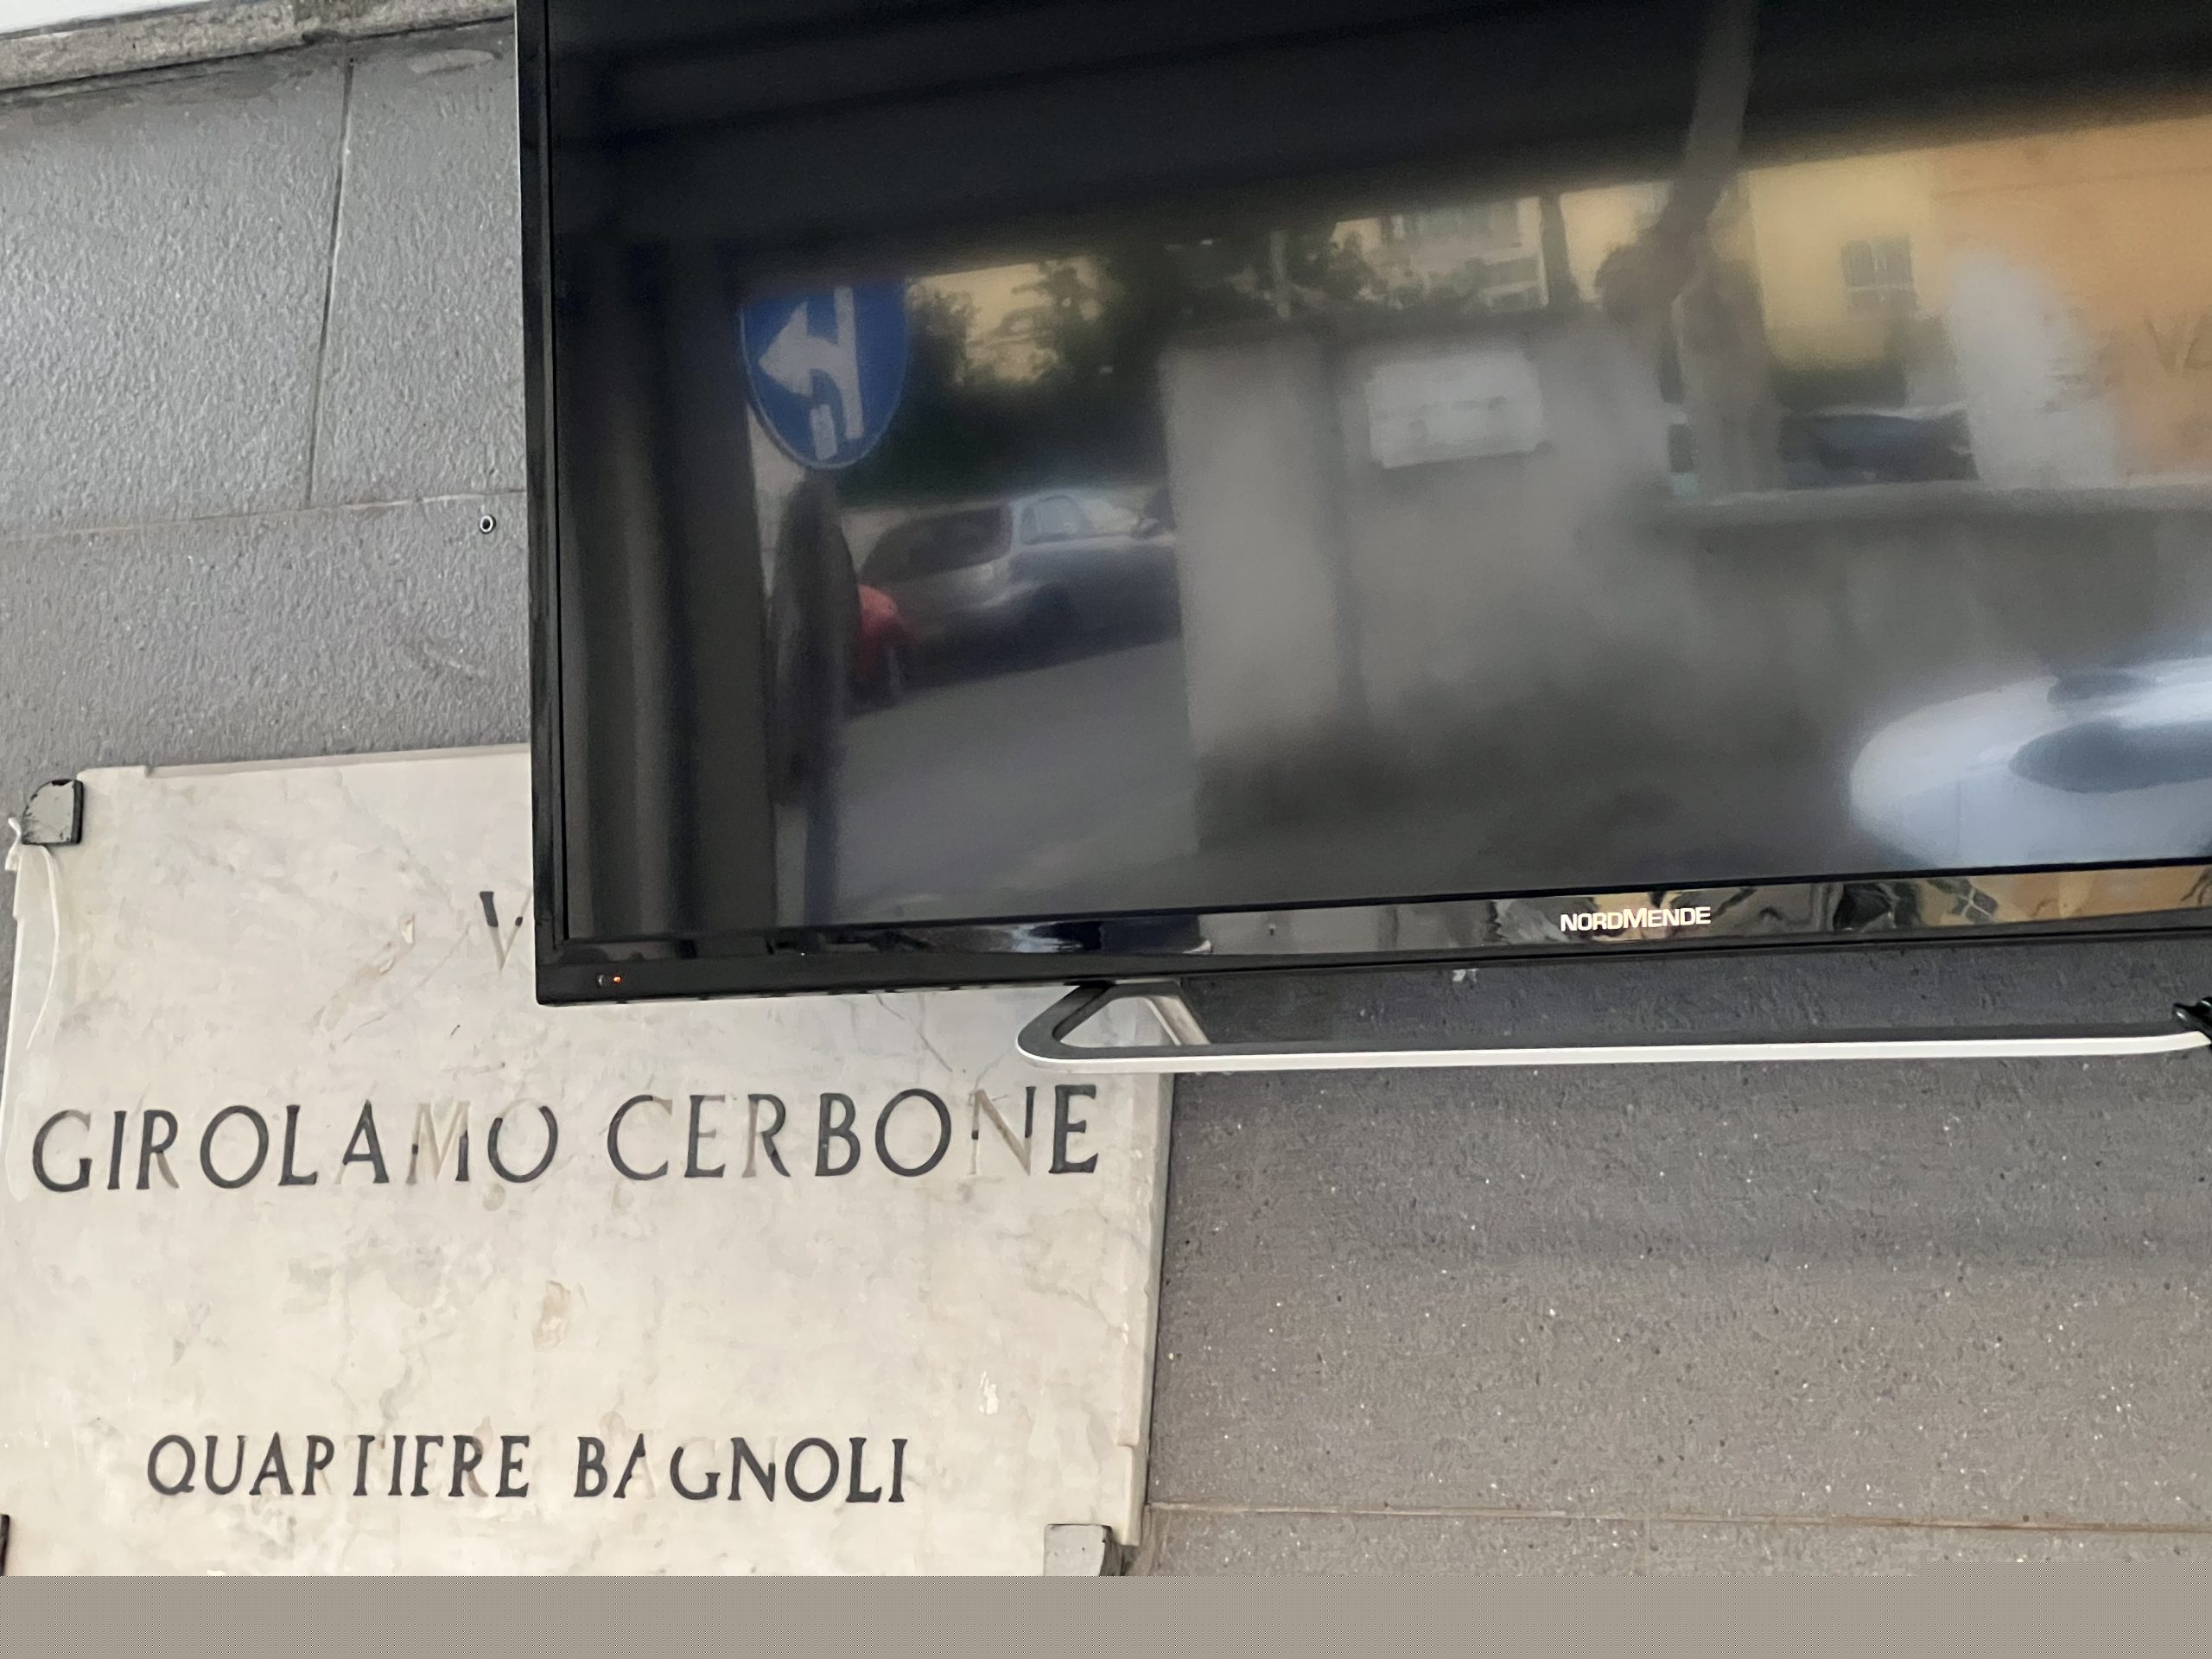 NORDMENDE
V
GIROLAMO CERBONE
QUARTIERE BAGNOLI